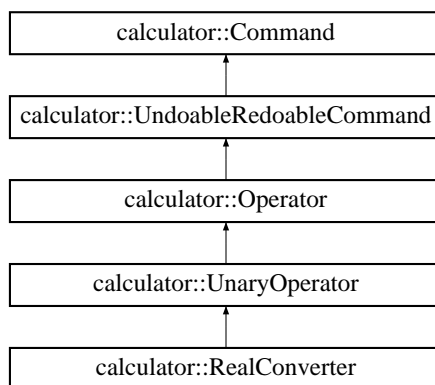 calculator::Command
calculator::UndoableRedoableCommand
calculator::Operator
calculator::UnaryOperator
calculator::RealConverter